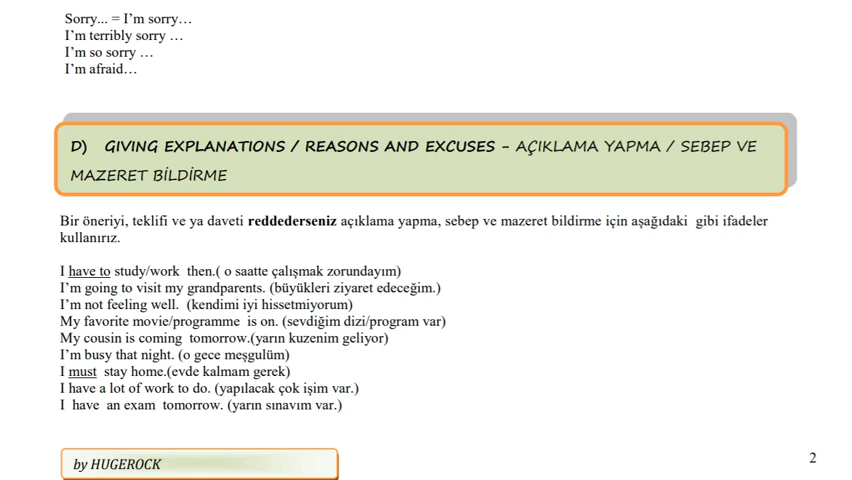 Sorry... = I’m sorry…
I’m terribly sorry …
I’m so sorry …
I’m afraid…
D) GIVING EXPLANATIONS / REASONS AND EXCUSES – AÇIKLAMA YAPMA / SEBEP VE
MAZERET BİLDİRME
Bir öneriyi, teklifi ve ya daveti reddederseniz açıklama yapma, sebep ve mazeret bildirme için aşağıdaki gibi ifadeler
kullanırız.
I have to study/work then.( o saatte çalışmak zorundayım)
I’m going to visit my grandparents. (büyükleri ziyaret edeceğim.)
I’m not feeling well. (kendimi iyi hissetmiyorum)
My favorite movie/programme is on. (sevdiğim dizi/program var)
My cousin is coming tomorrow.(yarın kuzenim geliyor)
I’m busy that night. (o gece meşgulüm)
I must stay home.(evde kalmam gerek)
I have a lot of work to do. (yapılacak çok işim var.)
I have an exam tomorrow. (yarın sınavım var.)
by HUGEROCK
2